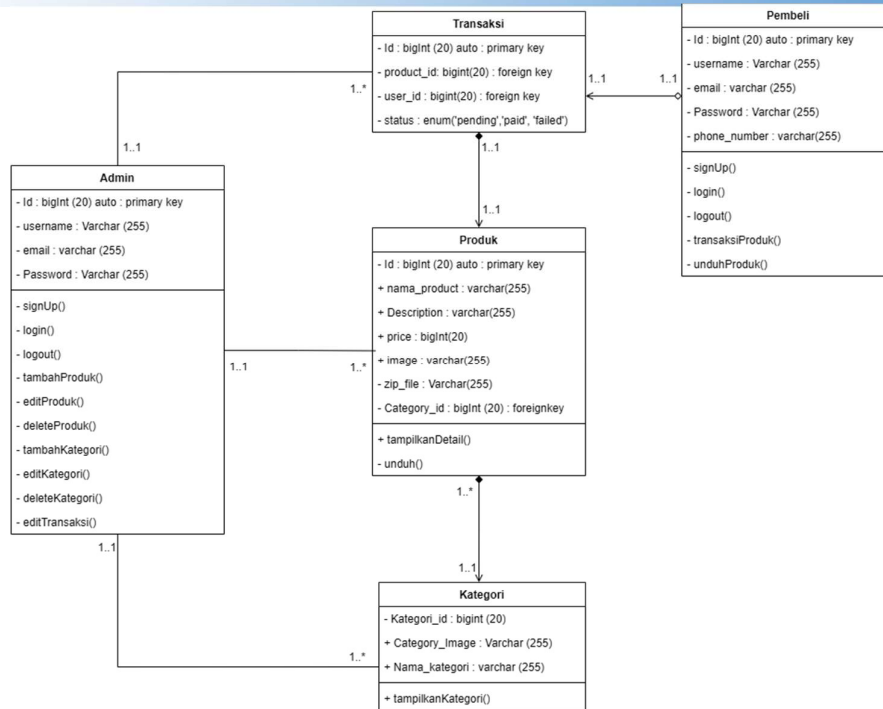 Transaksi
- Id : bigInt (20) auto : primary key
- product_id: bigint(20) : foreign key
- user_id : bigint(20) : foreign key
- status : enum('pending','paid', 'failed')
Pembeli
- Id : bigInt (20) auto : primary key
- username : Varchar (255)
- email : varchar (255)
- Password : Varchar (255)
- phone_number : varchar(255)
- signUp()
- login()
- logout()
- transaksiProduk()
- unduhProduk()
1..1
1..1
1..*
1..1
1..1
1..1
Admin
- Id : bigInt (20) auto : primary key
- username : Varchar (255)
- email : varchar (255)
- Password : Varchar (255)
- signUp()
- login()
- logout()
- tambahProduk()
- editProduk()
- deleteProduk()
- tambahKategori()
- editKategori()
- deleteKategori()
- editTransaksi()
Produk
- Id : bigInt (20) auto : primary key
+ nama_product : varchar(255)
+ Description : varchar(255)
+ price : bigInt(20)
+ image : varchar(255)
- zip_file : Varchar(255)
- Category_id : bigInt (20) : foreignkey
+ tampilkanDetail()
- unduh()
1..1
1..*
1..*
1..1
1..1
1..*
Kategori
- Kategori_id : bigint (20)
+ Category_Image : Varchar (255)
+ Nama_kategori : varchar (255)
+ tampilkanKategori()